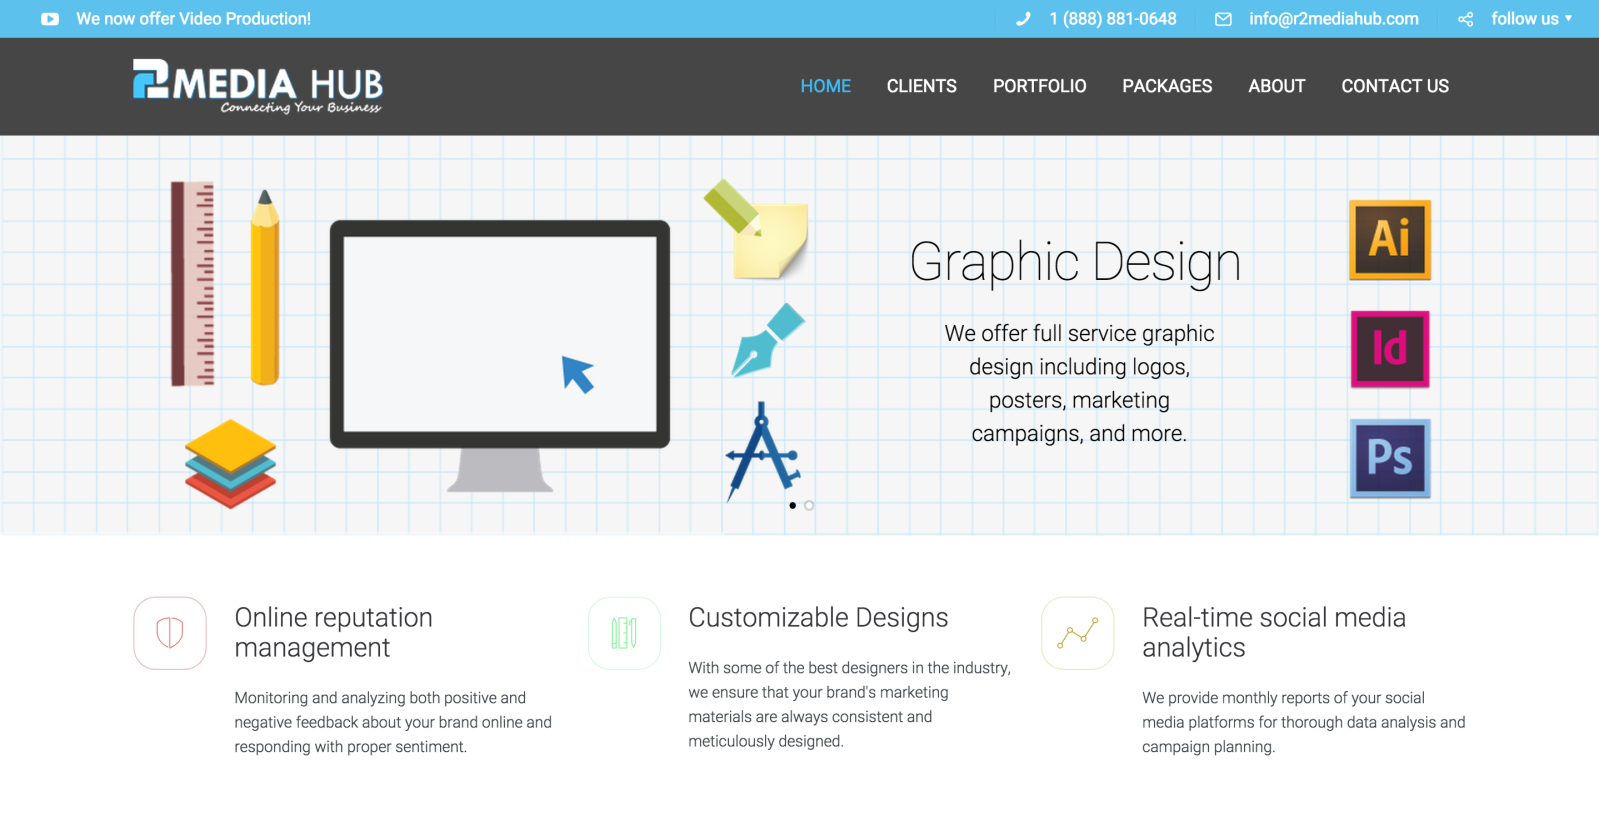 We now offer Video Production!
1 (888) 881-0648
info@r2mediahub.com
follow us
R2 MEDIA HUB
Connecting Your Business
HOME
CLIENTS
PORTFOLIO
PACKAGES
ABOUT
CONTACT US
Graphic Design
We offer full service graphic
design including logos,
posters, marketing
campaigns, and more.
Ai
Id
Ps
Online reputation
management
Monitoring and analyzing both positive and
negative feedback about your brand online and
responding with proper sentiment.
Customizable Designs
With some of the best designers in the industry,
we ensure that your brand's marketing
materials are always consistent and
meticulously designed.
Real-time social media
analytics
We provide monthly reports of your social
media platforms for thorough data analysis and
campaign planning.